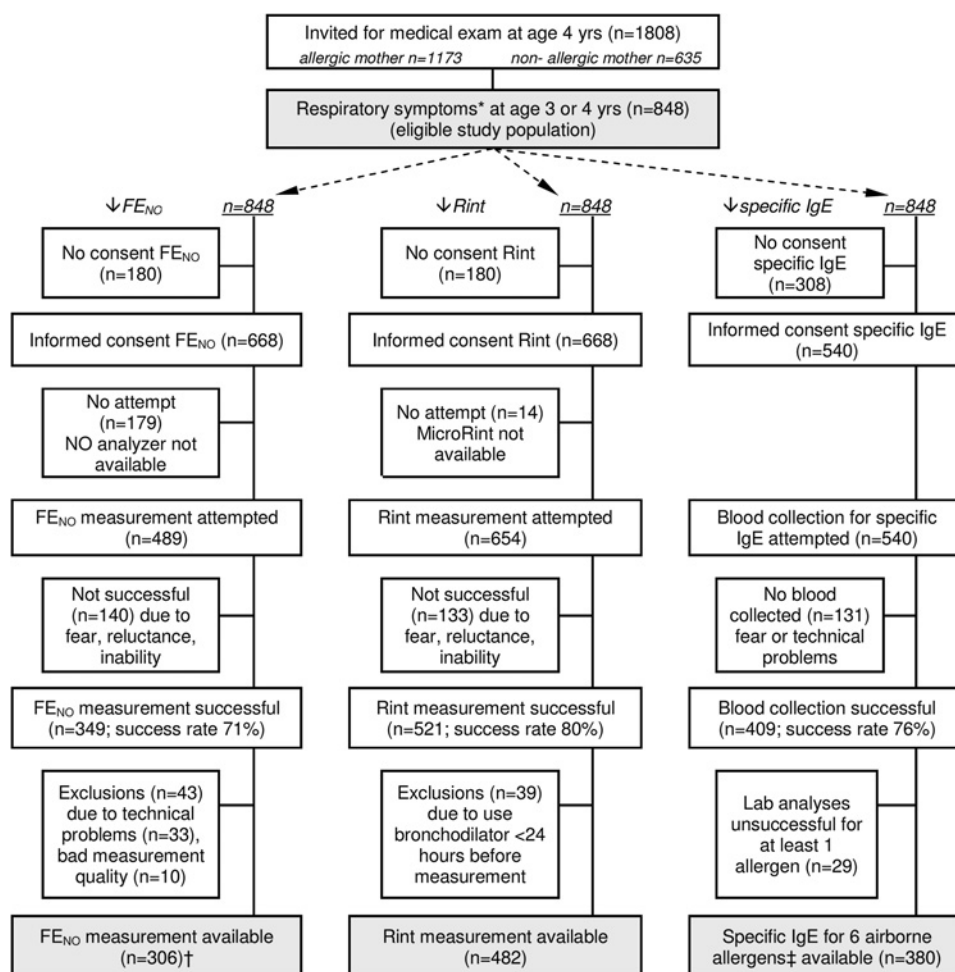 Invited for medical exam at age 4 yrs (n=1808)
allergic mother n=1173 non- allergic mother n=635
Respiratory symptoms* at age 3 or 4 yrs (n=848)
(eligible study population)
↓FENO n=848
No consent FENO
(n=180)
Informed consent FENO (n=668)
No attempt
(n=179)
NO analyzer not
available
FENO measurement attempted
(n=489)
Not successful
(n=140) due to
fear, reluctance,
inability
FENO measurement successful
(n=349; success rate 71%)
Exclusions (n=43)
due to technical
problems (n=33),
bad measurement
quality (n=10)
FENO measurement available
(n=306)†
↓Rint n=848
No consent Rint
(n=180)
Informed consent Rint (n=668)
No attempt (n=14)
MicroRint not
available
Rint measurement attempted
(n=654)
Not successful
(n=133) due to
fear, reluctance,
inability
Rint measurement successful
(n=521; success rate 80%)
Exclusions (n=39)
due to use
bronchodilator <24
hours before
measurement
Rint measurement available
(n=482)
↓specific IgE n=848
No consent
specific IgE
(n=308)
Informed consent specific IgE
(n=540)
Blood collection for specific
IgE attempted (n=540)
No blood
collected (n=131)
fear or technical
problems
Blood collection successful
(n=409; success rate 76%)
Lab analyses
unsuccessful for
at least 1
allergen (n=29)
Specific IgE for 6 airborne
allergens‡ available (n=380)